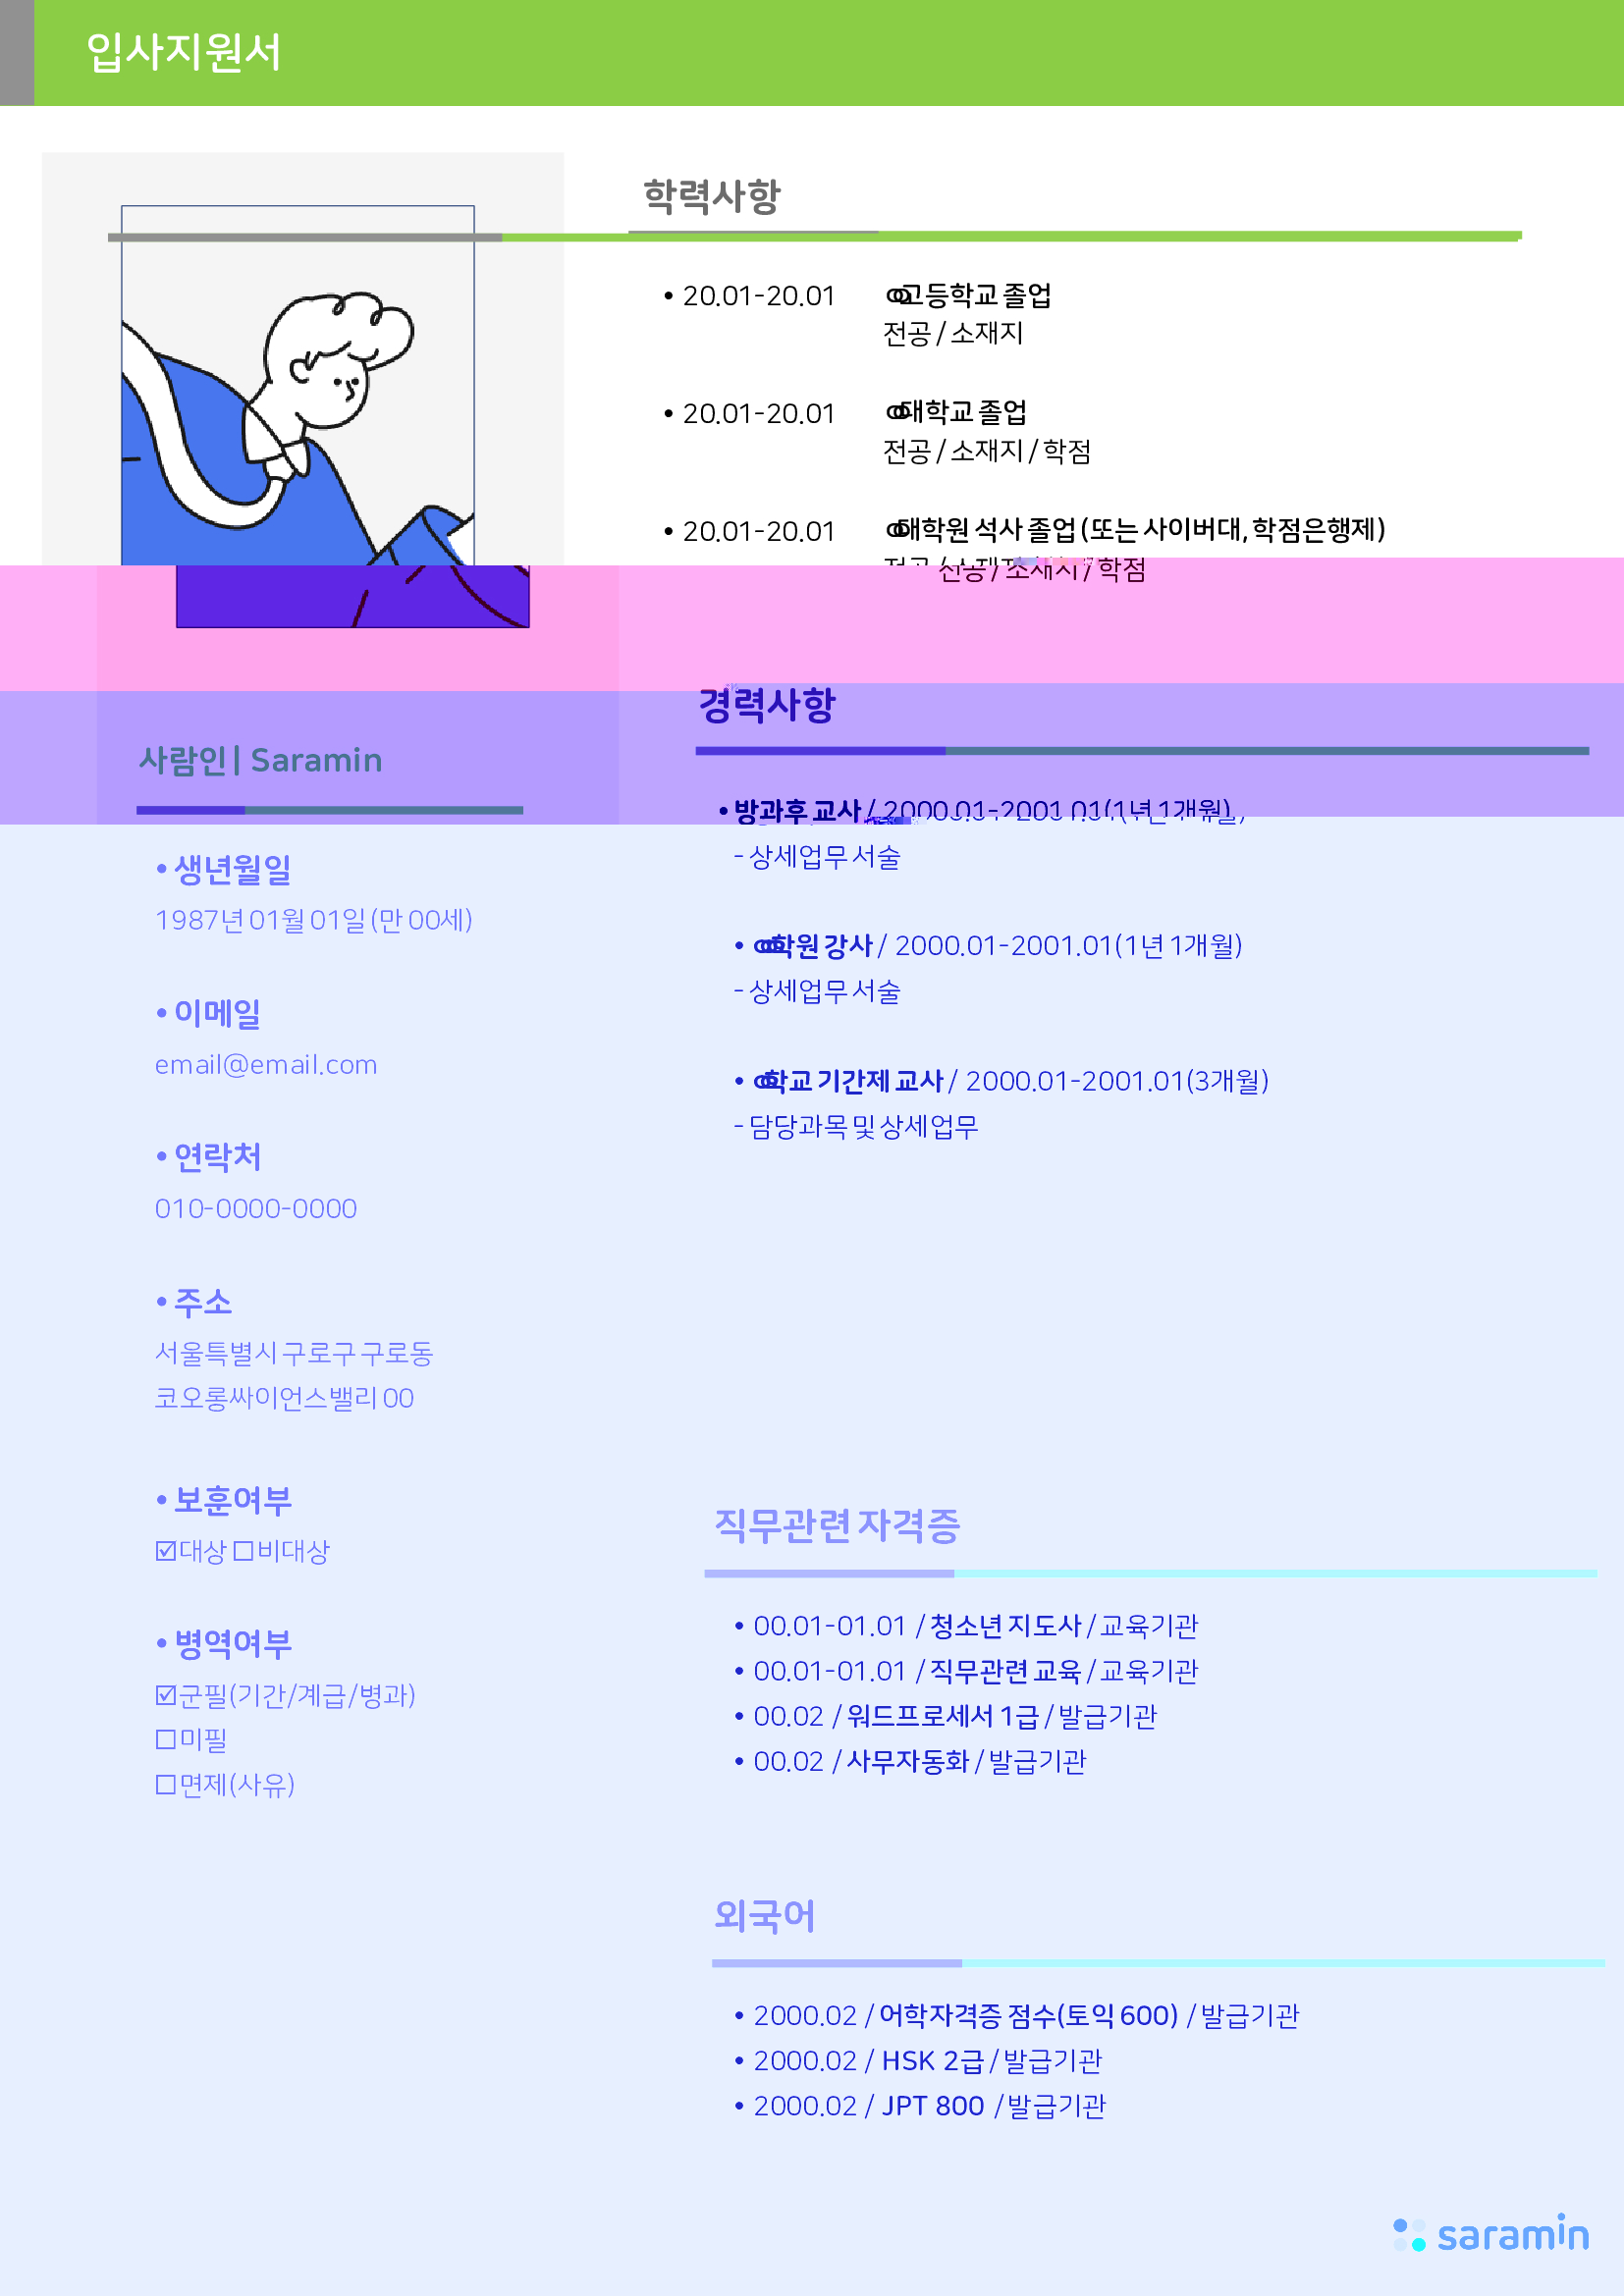 입사지원서
학력사항
• 20.01-20.01 ㅇㅇ고등학교 졸업
전공 / 소재지
• 20.01-20.01 ㅇㅇ대학교 졸업
전공 / 소재지 / 학점
• 20.01-20.01 ㅇㅇ대학원 석사 졸업 (또는 사이버대, 학점은행제)
전공 / 소재지 / 학점
사람인 | Saramin
• 생년월일
1987년 01월 01일 (만 00세)
• 이메일
email@email.com
• 연락처
010-0000-0000
• 주소
서울특별시 구로구 구로동
코오롱싸이언스밸리 00
• 보훈여부
☑대상 ☐비대상
• 병역여부
☑군필(기간/계급/병과)
☐미필
☐면제(사유)
경력사항
• 방과후 교사 / 2000.01-2001.01(1년 1개월)
- 상세업무 서술
• ㅇㅇ학원 강사 / 2000.01-2001.01(1년 1개월)
- 상세업무 서술
• ㅇㅇ학교 기간제 교사 / 2000.01-2001.01(3개월)
- 담당과목 및 상세업무
직무관련 자격증
• 00.01-01.01 / 청소년 지도사 / 교육기관
• 00.01-01.01 / 직무관련 교육 / 교육기관
• 00.02 / 워드프로세서 1급 / 발급기관
• 00.02 / 사무자동화 / 발급기관
외국어
• 2000.02 / 어학자격증 점수(토익 600) / 발급기관
• 2000.02 / HSK 2급 / 발급기관
• 2000.02 / JPT 800 / 발급기관
saramin